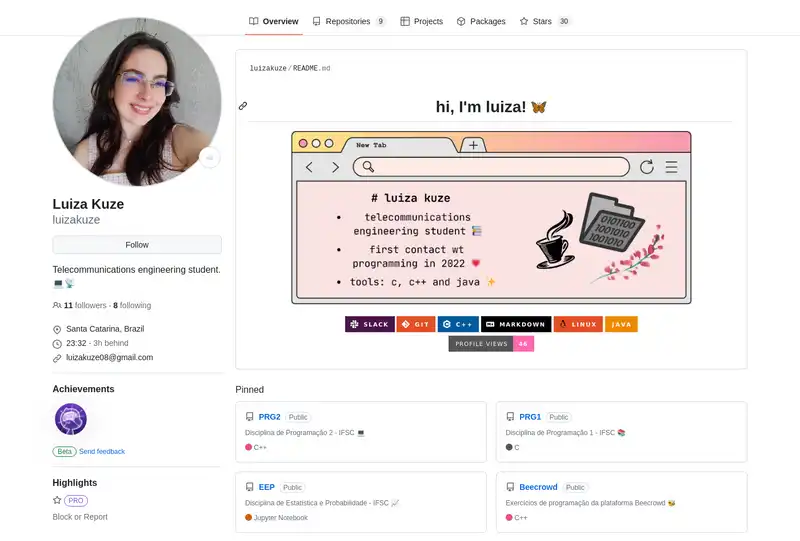 Overview
Repositories 9
Projects
Packages
Stars 30
luizakuze/README.md
hi, I'm luiza! 🦋
New Tab
# luiza kuze
• telecommunications
engineering student 📚
• first contact wt
programming in 2022 💗
• tools: c, c++ and java ✨
0101100
1001010
1001010
SLACK
GIT
C++
MARKDOWN
LINUX
JAVA
PROFILE VIEWS 46
Luiza Kuze
luizakuze
Follow
Telecommunications engineering student.
💻📡
11 followers · 8 following
Santa Catarina, Brazil
23:32 - 3h behind
luizakuze08@gmail.com
Achievements
Beta Send feedback
Highlights
PRO
Block or Report
Pinned
PRG2 Public
Disciplina de Programação 2 - IFSC 💻
C++
PRG1 Public
Disciplina de Programação 1 - IFSC 📚
C
EEP Public
Disciplina de Estatística e Probabilidade - IFSC 📈
Jupyter Notebook
Beecrowd Public
Exercícios de programação da plataforma Beecrowd 🐝
C++